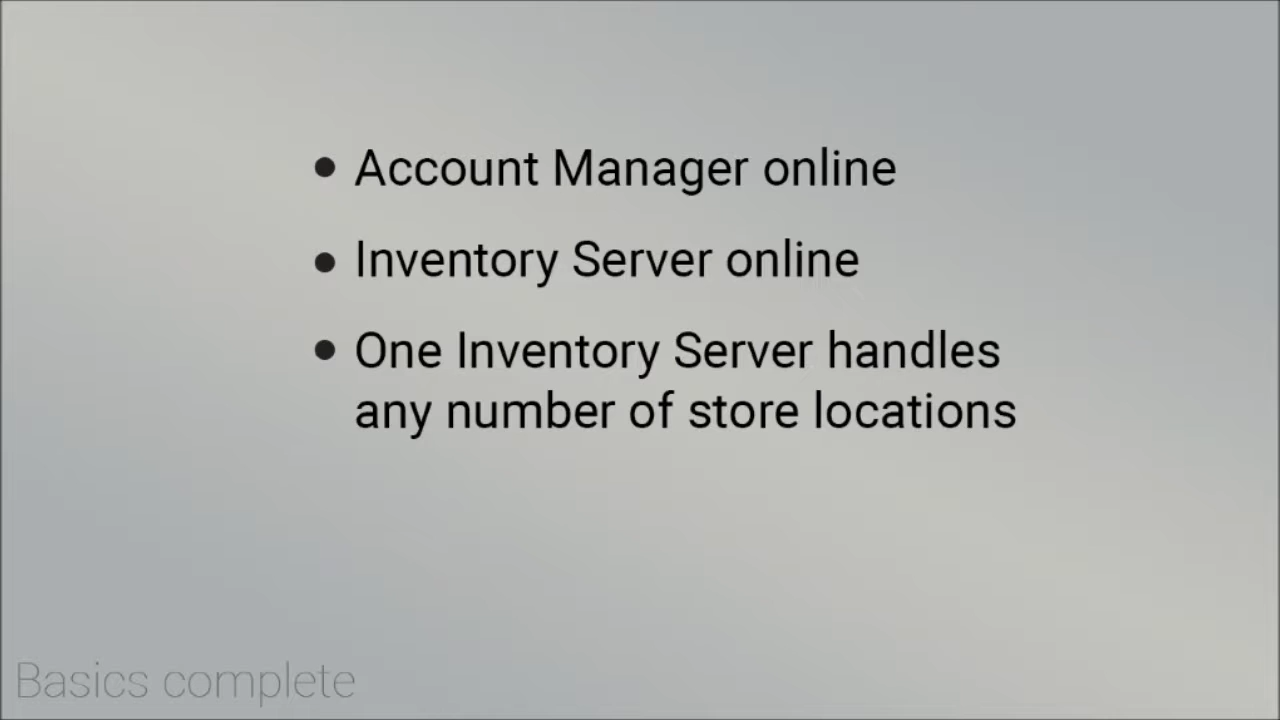 • Account Manager online
• Inventory Server online
• One Inventory Server handles
any number of store locations
Basics complete